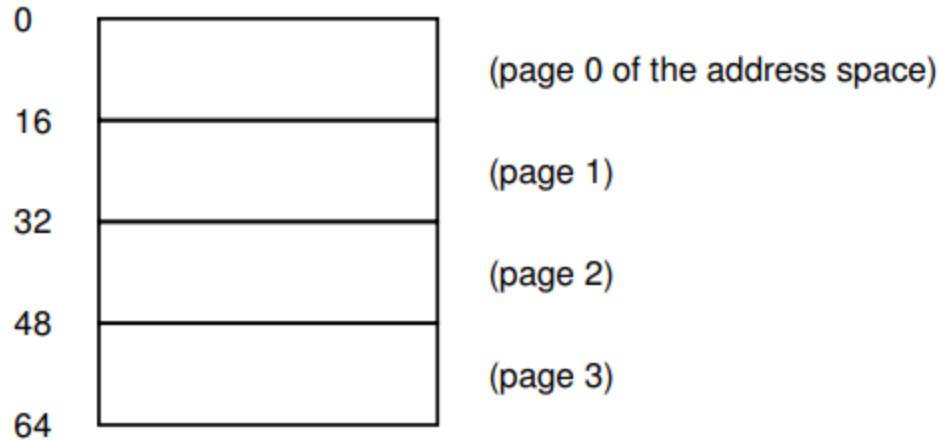 0
(page 0 of the address space)
16
(page 1)
32
(page 2)
48
(page 3)
64